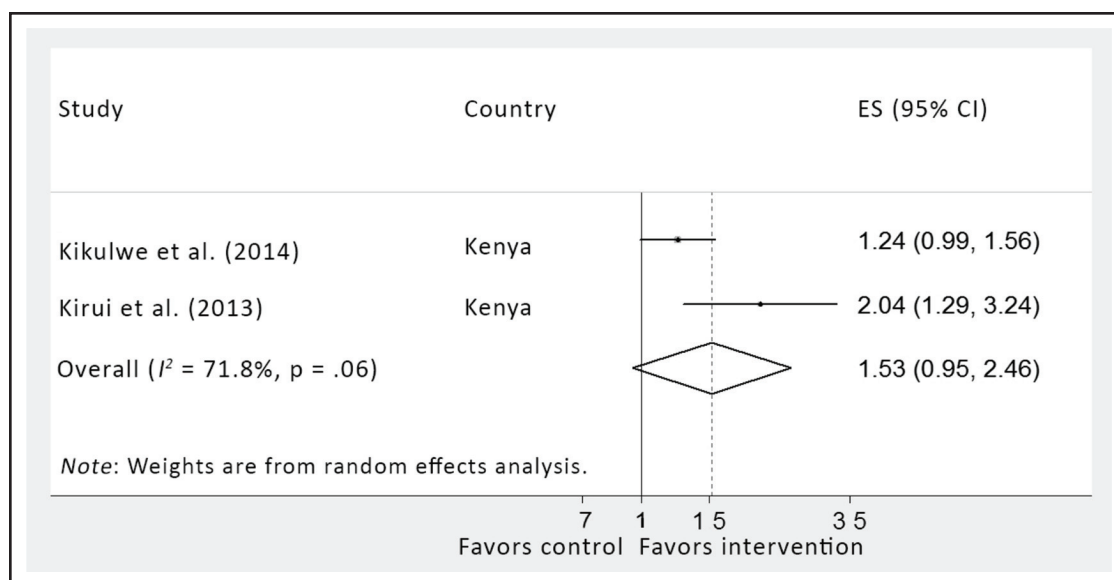 Study Country ES (95% CI)
Kikulwe et al. (2014) Kenya 1.24 (0.99, 1.56)
Kirui et al. (2013) Kenya 2.04 (1.29, 3.24)
Overall (I² = 71.8%, p = .06) 1.53 (0.95, 2.46)
Note: Weights are from random effects analysis.
7 1 1 5 3 5
Favors control Favors intervention